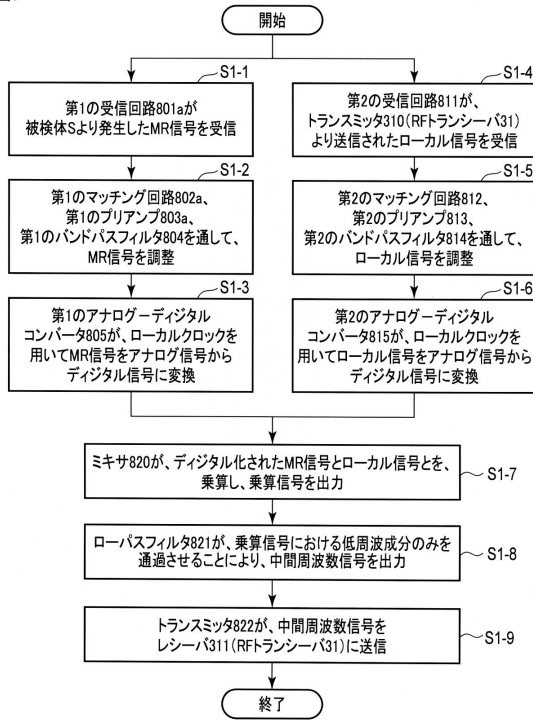 開始
S1-1
第1の受信回路801aが
被検体Sより発生したMR信号を受信
S1-2
第1のマッチング回路802a、
第1のプリアンプ803a、
第1のバンドパスフィルタ804を通して、
MR信号を調整
S1-3
第1のアナログーディジタル
コンバータ805が、ローカルクロックを
用いてMR信号をアナログ信号から
ディジタル信号に変換
S1-4
第2の受信回路811が、
トランスミッタ310(RFトランシーバ31)
より送信されたローカル信号を受信
S1-5
第2のマッチング回路812、
第2のプリアンプ813、
第2のバンドパスフィルタ814を通して、
ローカル信号を調整
S1-6
第2のアナログーディジタル
コンバータ815が、ローカルクロックを
用いてローカル信号をアナログ信号から
ディジタル信号に変換
ミキサ820が、ディジタル化されたMR信号とローカル信号とを、
乗算し、乗算信号を出力
S1-7
ローパスフィルタ821が、乗算信号における低周波成分のみを
通過させることにより、中間周波数信号を出力
S1-8
トランスミッタ822が、中間周波数信号を
レシーバ311(RFトランシーバ31)に送信
S1-9
終了